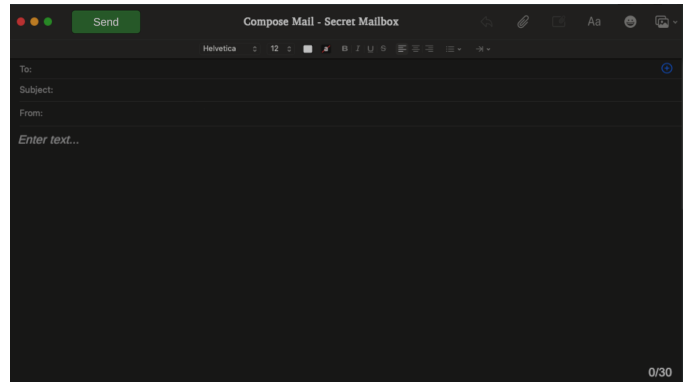 Send Compose Mail - Secret Mailbox Aa
Helvetica 12 a B I U S
To:
Subject:
From:
Enter text...
0/30